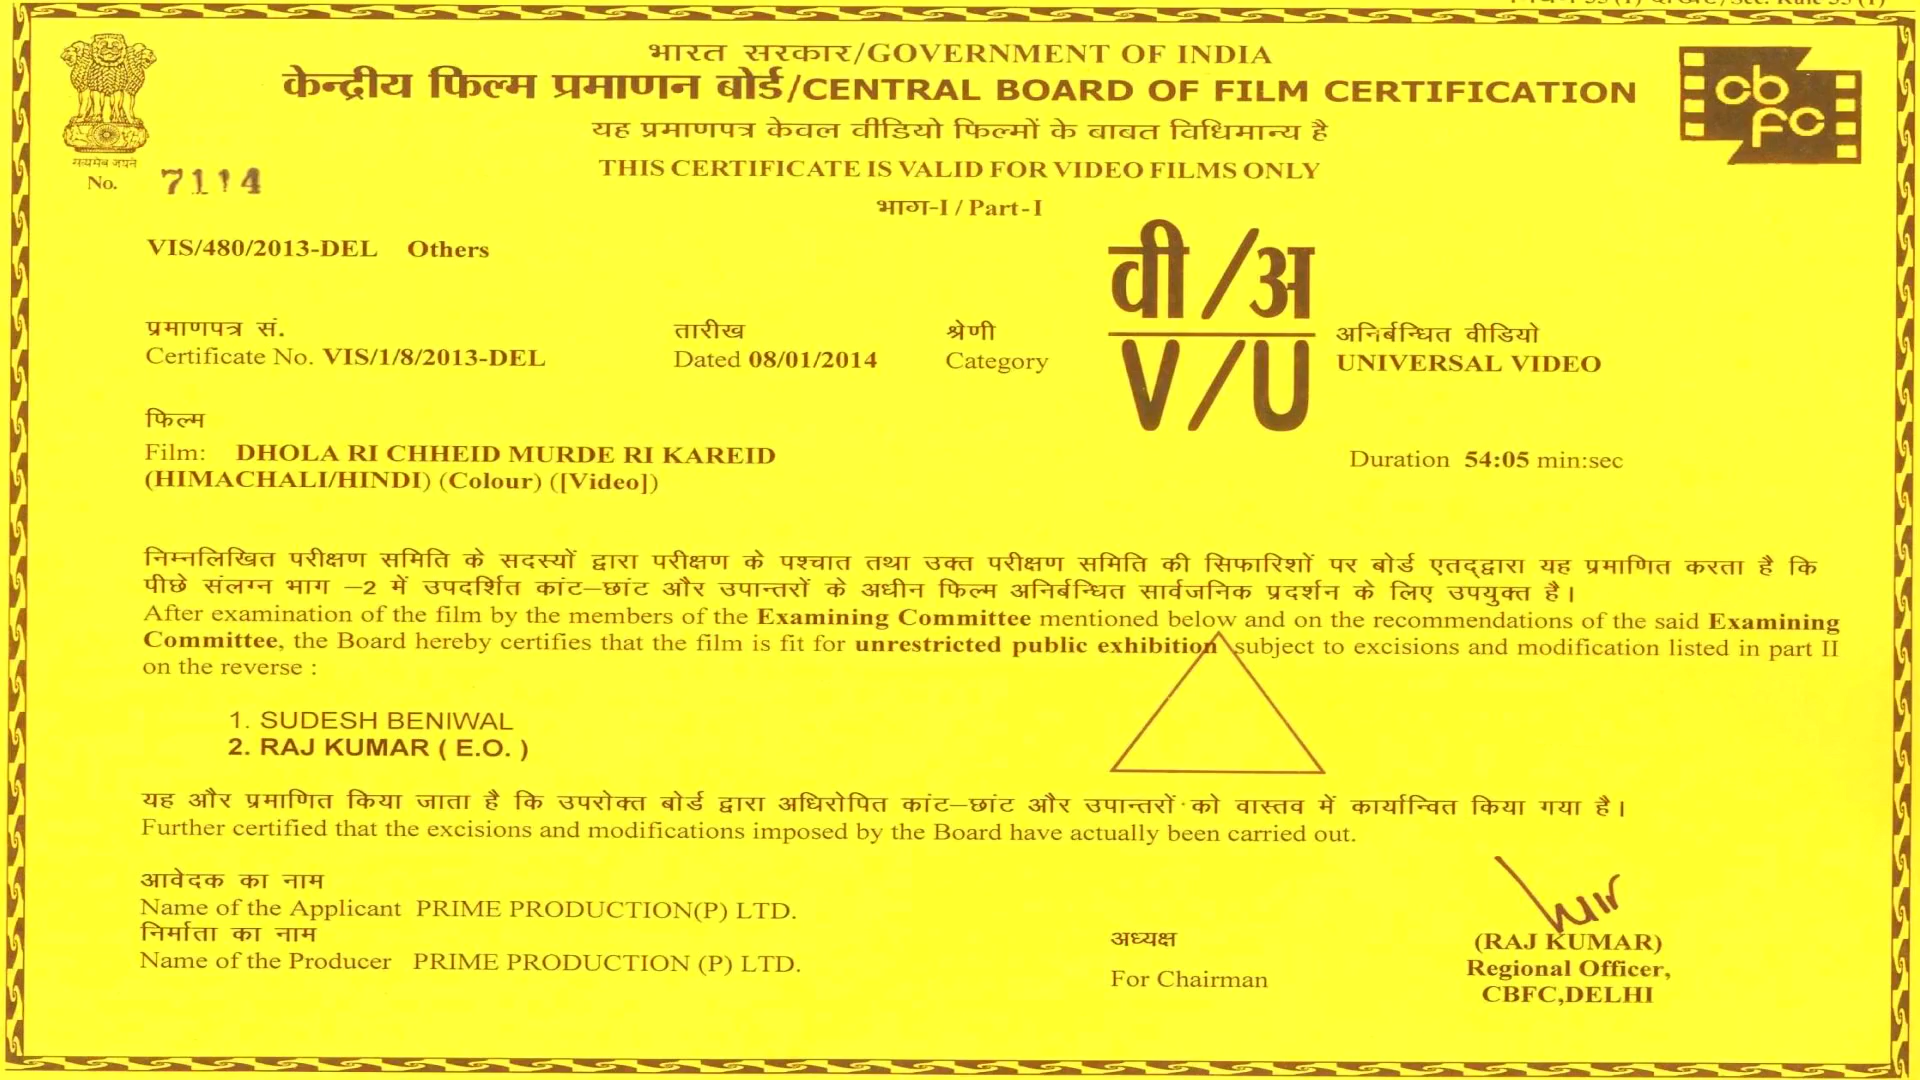 भारत सरकार/GOVERNMENT OF INDIA
केन्द्रीय फिल्म प्रमाणन बोर्ड/CENTRAL BOARD OF FILM CERTIFICATION
यह प्रमाणपत्र केवल वीडियो फिल्मों के बाबत विधिमान्य है
THIS CERTIFICATE IS VALID FOR VIDEO FILMS ONLY
भाग-I / Part-I
cb
fc
सत्यमेव जयते
No. 7114
VIS/480/2013-DEL Others
वी/अ
V/U
प्रमाणपत्र सं. तारीख श्रेणी अनिर्बन्धित वीडियो
Certificate No. VIS/1/8/2013-DEL Dated 08/01/2014 Category UNIVERSAL VIDEO
फिल्म
Film: DHOLA RI CHHEID MURDE RI KAREID Duration 54:05 min:sec
(HIMACHALI/HINDI) (Colour) ([Video])
निम्नलिखित परीक्षण समिति के सदस्यों द्वारा परीक्षण के पश्चात तथा उक्त परीक्षण समिति की सिफारिशों पर बोर्ड एतद्द्वारा यह प्रमाणित करता है कि
पीछे संलग्न भाग –2 में उपदर्शित कांट–छांट और उपान्तरों के अधीन फिल्म अनिर्बन्धित सार्वजनिक प्रदर्शन के लिए उपयुक्त है।
After examination of the film by the members of the Examining Committee mentioned below and on the recommendations of the said Examining
Committee, the Board hereby certifies that the film is fit for unrestricted public exhibition subject to excisions and modification listed in part II
on the reverse :
1. SUDESH BENIWAL
2. RAJ KUMAR ( E.O. )
यह और प्रमाणित किया जाता है कि उपरोक्त बोर्ड द्वारा अधिरोपित कांट–छांट और उपान्तरों को वास्तव में कार्यान्वित किया गया है।
Further certified that the excisions and modifications imposed by the Board have actually been carried out.
आवेदक का नाम
Name of the Applicant PRIME PRODUCTION(P) LTD.
निर्माता का नाम
Name of the Producer PRIME PRODUCTION (P) LTD.
अध्यक्ष
For Chairman
(RAJ KUMAR)
Regional Officer,
CBFC,DELHI